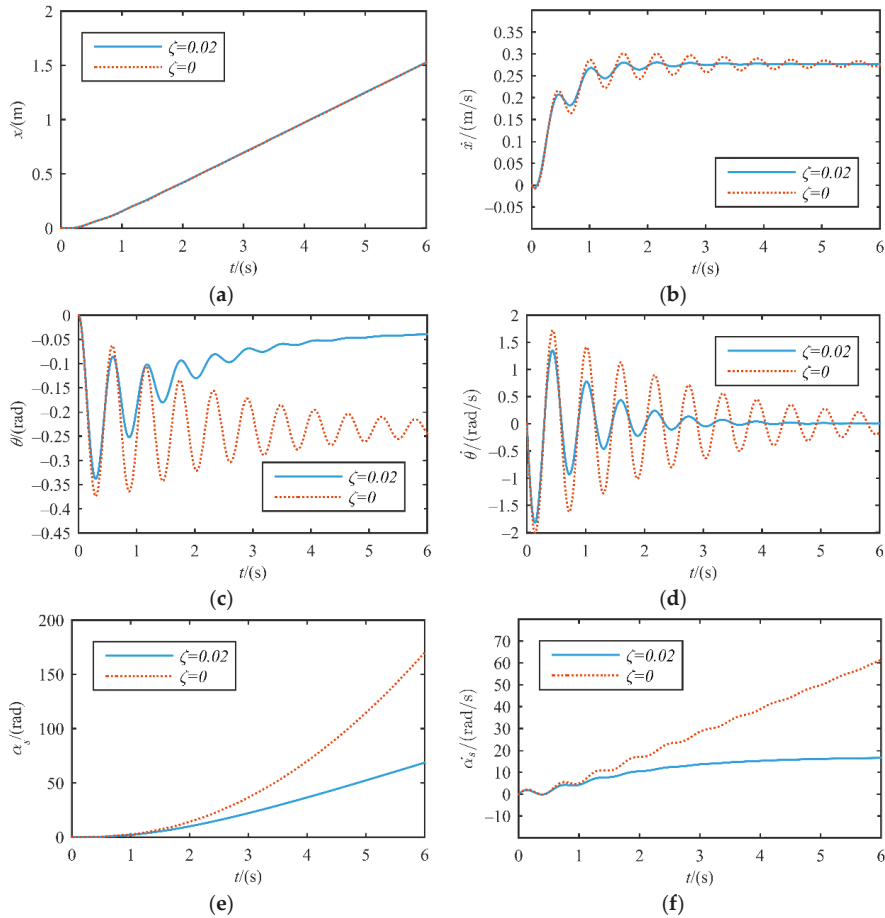 2
1.5
1
0.5
0
x/(m)
ζ=0.02
ζ=0
0 1 2 3 4 5 6
t/(s)
(a)
0.4
0.35
0.3
0.25
0.2
0.15
0.1
0.05
0
−0.05
ẋ/(m/s)
ζ=0.02
ζ=0
0 1 2 3 4 5 6
t/(s)
(b)
0
−0.05
−0.1
−0.15
−0.2
−0.25
−0.3
−0.35
−0.4
−0.45
θ/(rad)
ζ=0.02
ζ=0
0 1 2 3 4 5 6
t/(s)
(c)
2
1.5
1
0.5
0
−0.5
−1
−1.5
−2
θ̇/(rad/s)
ζ=0.02
ζ=0
0 1 2 3 4 5 6
t/(s)
(d)
200
150
100
50
0
αₛ/(rad)
ζ=0.02
ζ=0
0 1 2 3 4 5 6
t/(s)
(e)
70
60
50
40
30
20
10
0
−10
α̇ₛ/(rad/s)
ζ=0.02
ζ=0
0 1 2 3 4 5 6
t/(s)
(f)